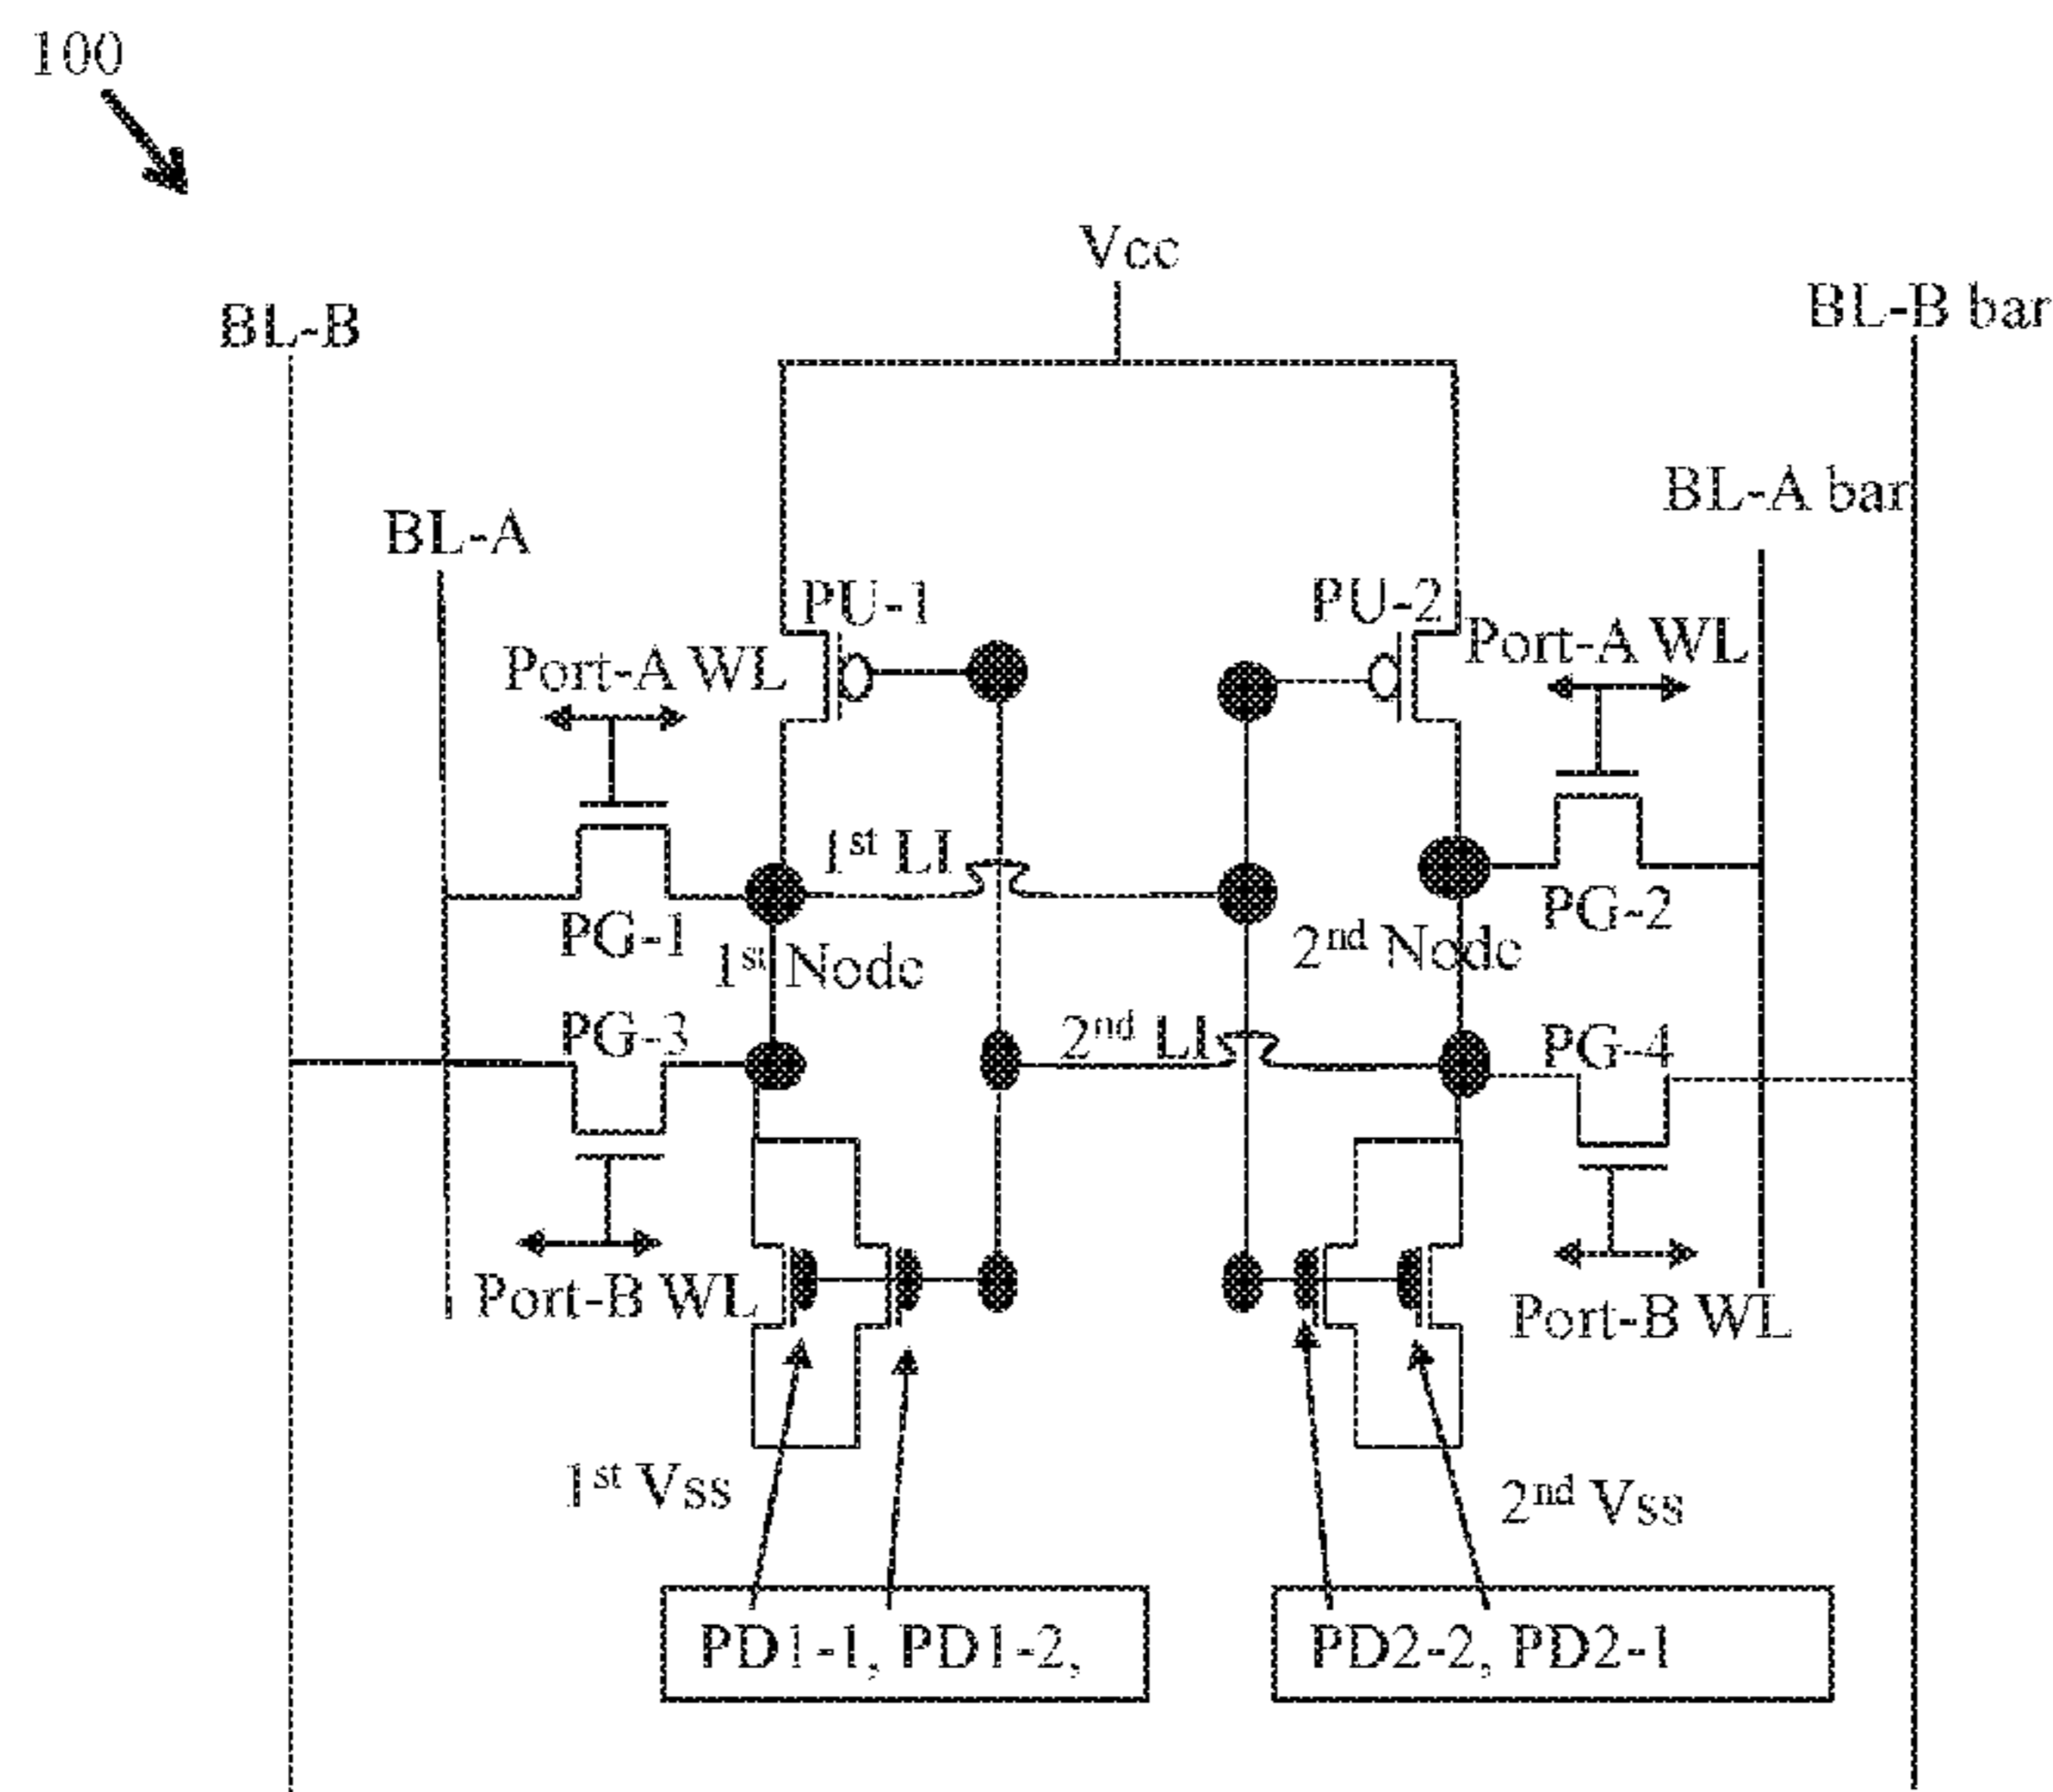 100
Vcc
BL-B
BL-B bar
BL-A bar
BL-A
PU-1
PU-2
Port-A WL
Port-A WL
1st LI
PG-1
PG-2
1st Node
2nd Node
PG-3
2nd LI
PG-4
Port-B WL
Port-B WL
1st Vss
2nd Vss
PD1-1, PD1-2,
PD2-2, PD2-1